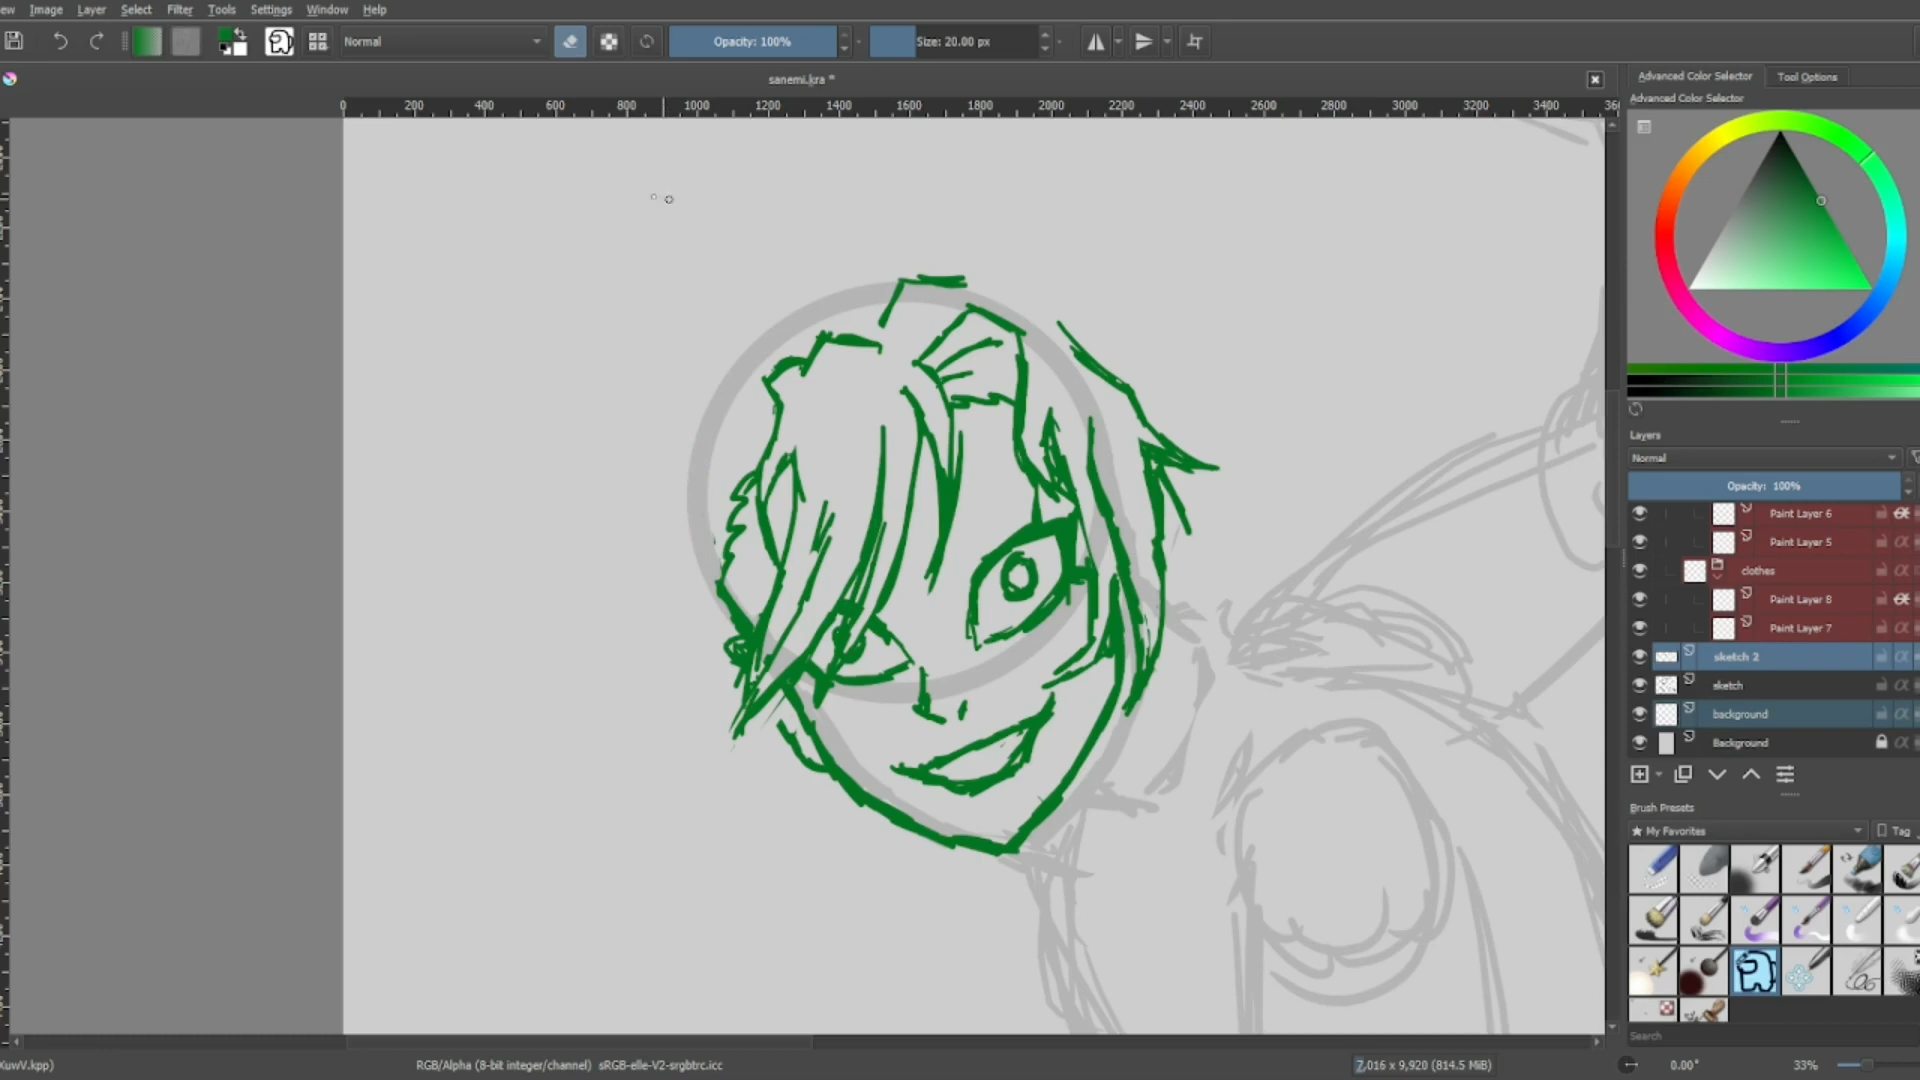 ew Image Layer Select Filter Tools Settings Window Help
Normal Opacity: 100% Size: 20.00 px
sanemi.kra *
Advanced Color Selector Tool Options
Advanced Color Selector
0 200 400 600 800 1000 1200 1400 1600 1800 2000 2200 2400 2600 2800 3000 3200 3400 360
Layers
Normal
Opacity: 100%
Paint Layer 6
Paint Layer 5
clothes
Paint Layer 8
Paint Layer 7
sketch 2
sketch
background
Background
Brush Presets
My Favorites Tag
Search
XuwV.kpp) RGB/Alpha (8-bit integer/channel) sRGB-elle-V2-srgbtrc.icc 7,016 x 9,920 (814.5 MiB) 0.00° 33%